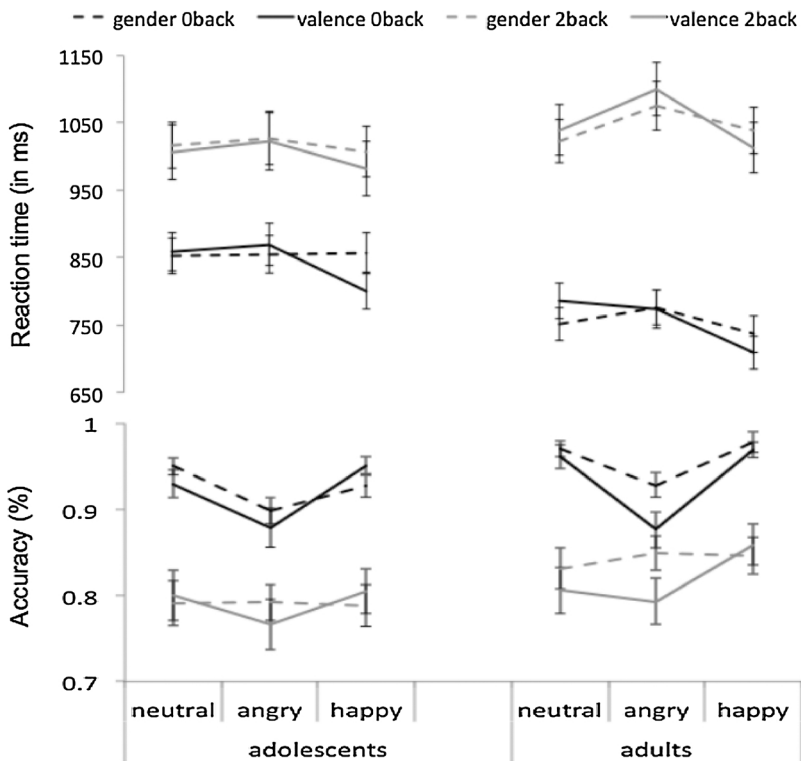 gender 0back valence 0back gender 2back valence 2back
1150
1050
950
850
750
650
Reaction time (in ms)
1
0.9
0.8
0.7
Accuracy (%)
neutral angry happy neutral angry happy
adolescents adults